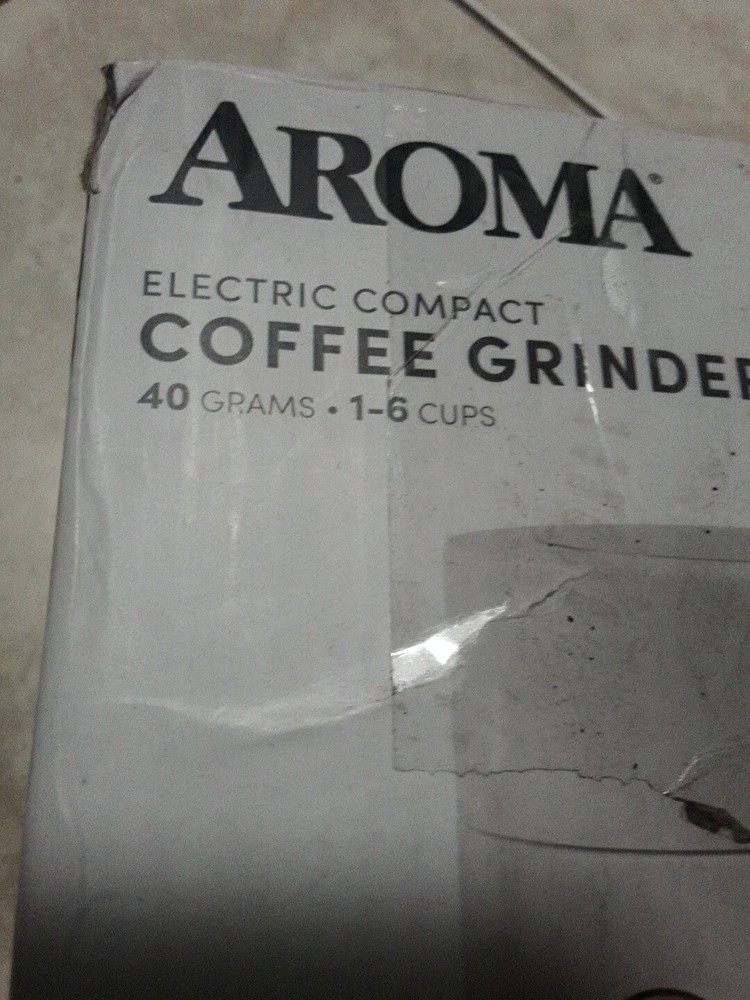 AROMA®
ELECTRIC COMPACT
COFFEE GRINDER
40 GRAMS • 1-6 CUPS